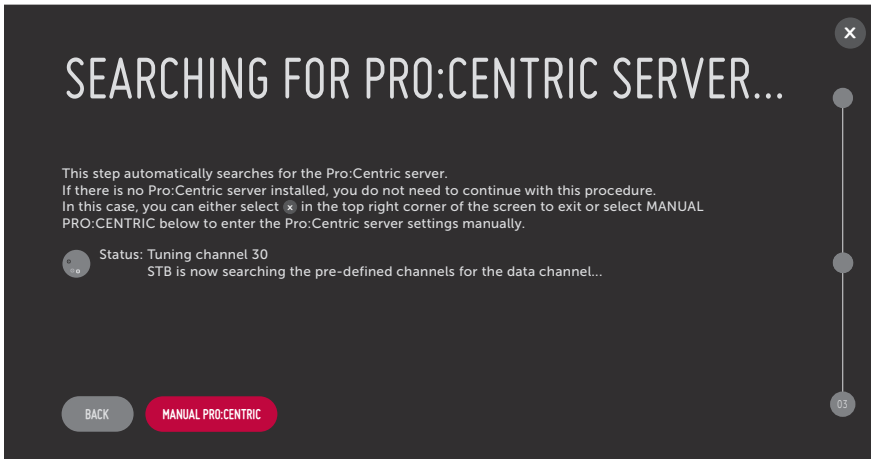 X
SEARCHING FOR PRO:CENTRIC SERVER...
This step automatically searches for the Pro:Centric server.
If there is no Pro:Centric server installed, you do not need to continue with this procedure.
In this case, you can either select x in the top right corner of the screen to exit or select MANUAL
PRO:CENTRIC below to enter the Pro:Centric server settings manually.
Status: Tuning channel 30
STB is now searching the pre-defined channels for the data channel...
BACK
MANUAL PRO:CENTRIC
03